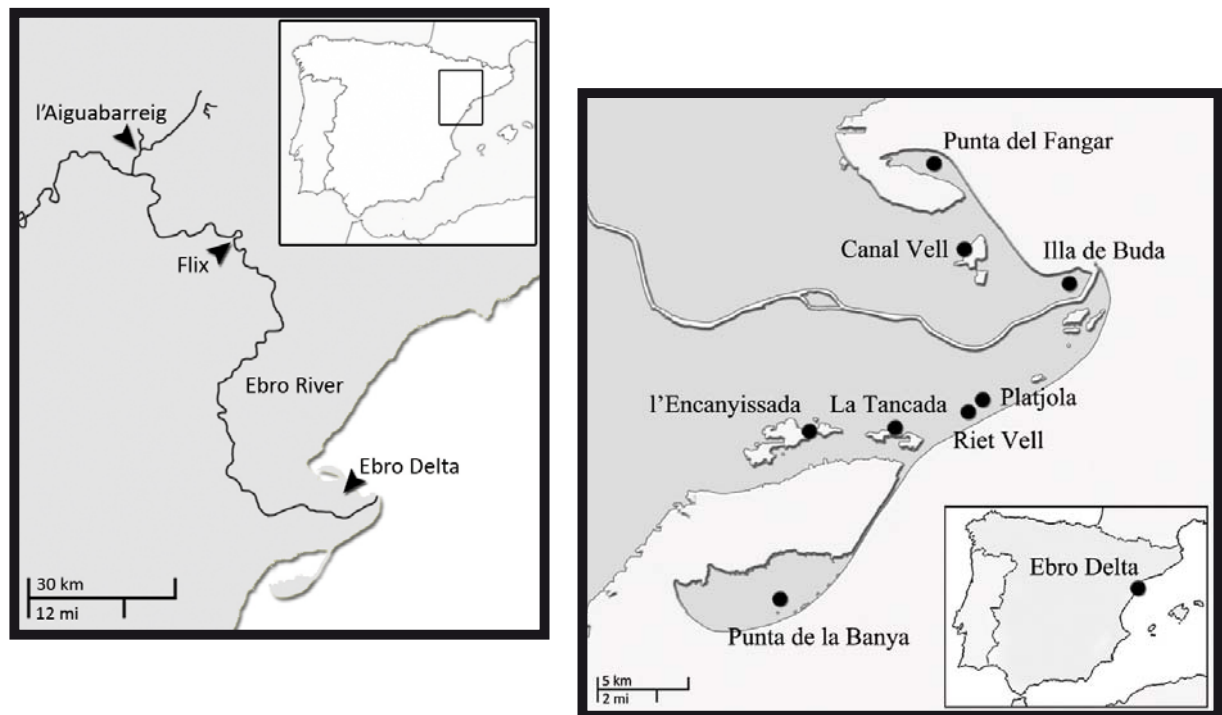 l'Aiguabarreig
Flix
Ebro River
Ebro Delta
30 km
12 mi
Punta del Fangar
Canal Vell
Illa de Buda
l'Encanyissada
La Tancada
Platjola
Riet Vell
Punta de la Banya
5 km
2 mi
Ebro Delta